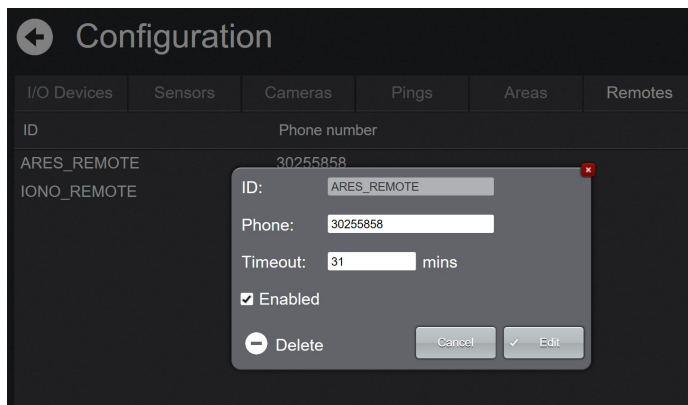 Configuration
I/O Devices Sensors Cameras Pings Areas Remotes
ID Phone number
ARES_REMOTE 30255858
IONO_REMOTE
ID: ARES_REMOTE
Phone: 30255858
Timeout: 31 mins
Enabled
Delete Cancel Edit